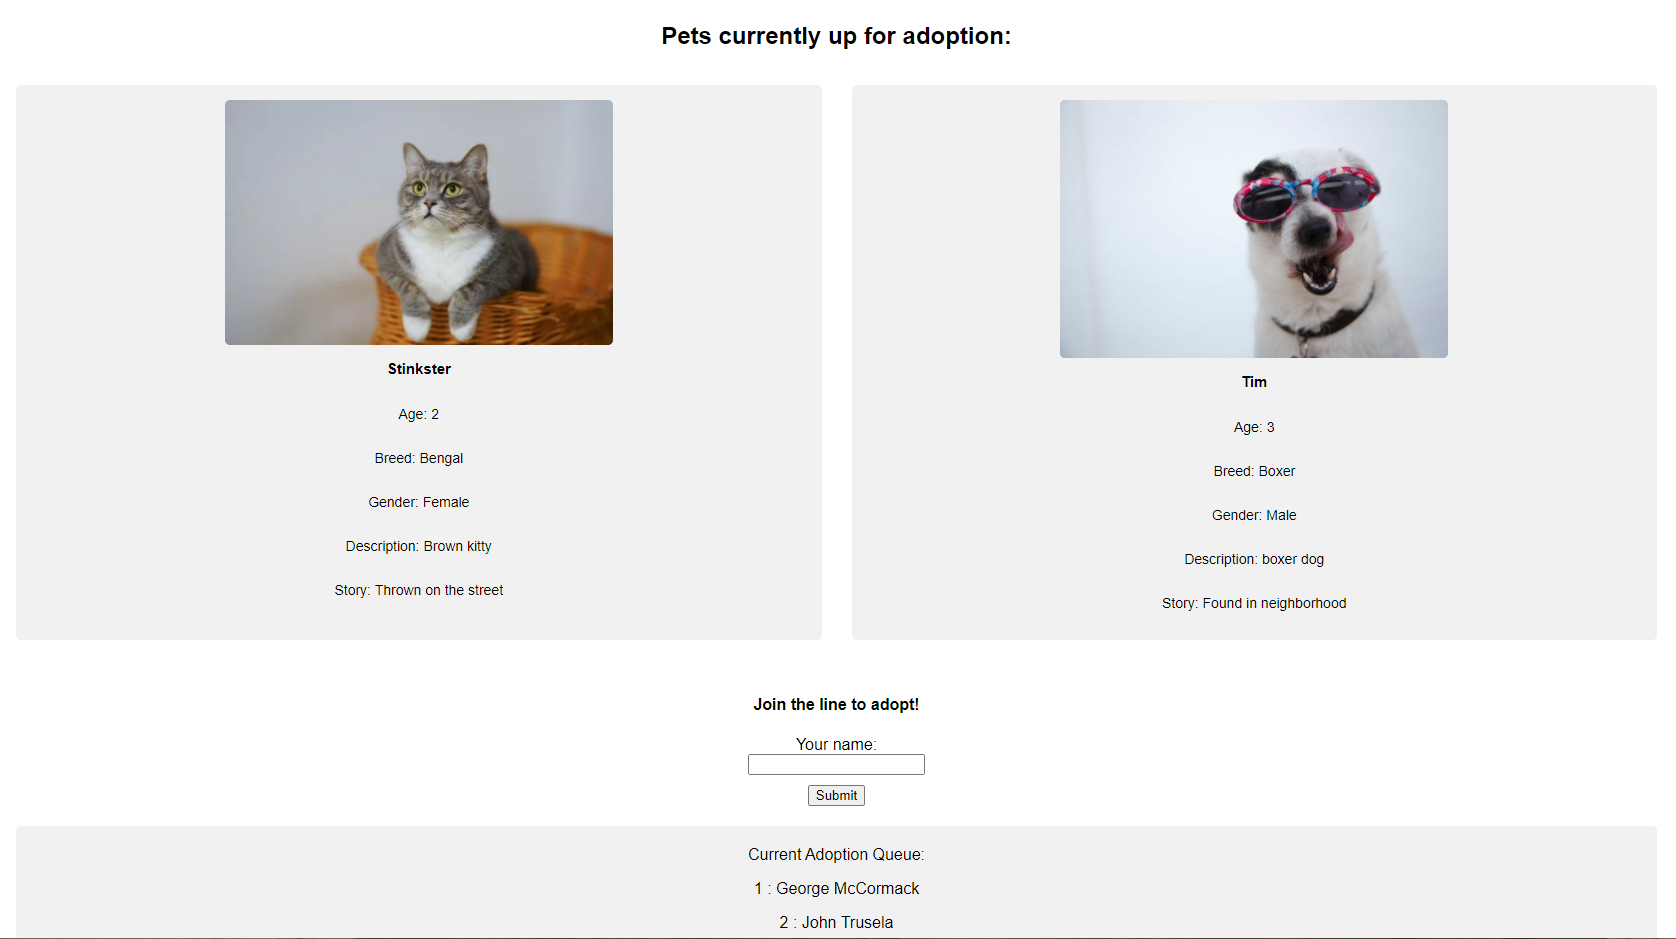 Pets currently up for adoption:
Stinkster
Age: 2
Breed: Bengal
Gender: Female
Description: Brown kitty
Story: Thrown on the street
Tim
Age: 3
Breed: Boxer
Gender: Male
Description: boxer dog
Story: Found in neighborhood
Join the line to adopt!
Your name:
Submit
Current Adoption Queue:
1 : George McCormack
2 : John Trusela